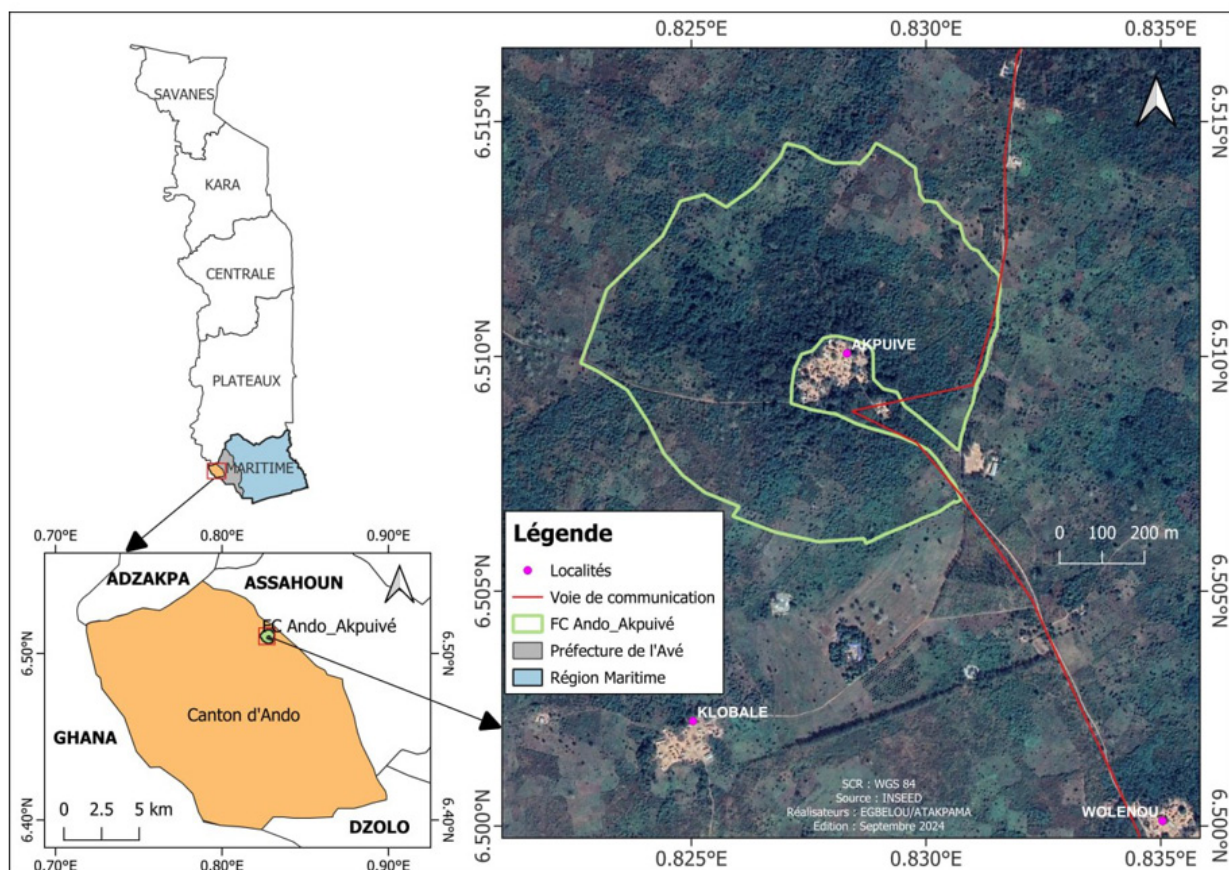 SAVANES
KARA
CENTRALE
PLATEAUX
MARITIME
0.70°E 0.80°E 0.90°E
ADZAKPA
ASSAHOUN
FC Ando_Akpuivé
6.50°N
6.50°N
Canton d'Ando
GHANA
0 2.5 5 km
DZOLO
6.40°N
6.40°N
0.70°E 0.80°E 0.90°E
0.825°E 0.830°E 0.835°E
6.515°N
6.515°N
AKPUIVE
6.510°N
6.510°N
0 100 200 m
Légende
Localités
Voie de communication
FC Ando_Akpuivé
Préfecture de l'Avé
Région Maritime
6.505°N
6.505°N
KLOBALE
SCR : WGS 84
Source : INSEED
Réalisateurs : EGBELOU/ATAKPAMA
Edition : Septembre 2024
WOLENOU
6.500°N
6.500°N
0.825°E 0.830°E 0.835°E